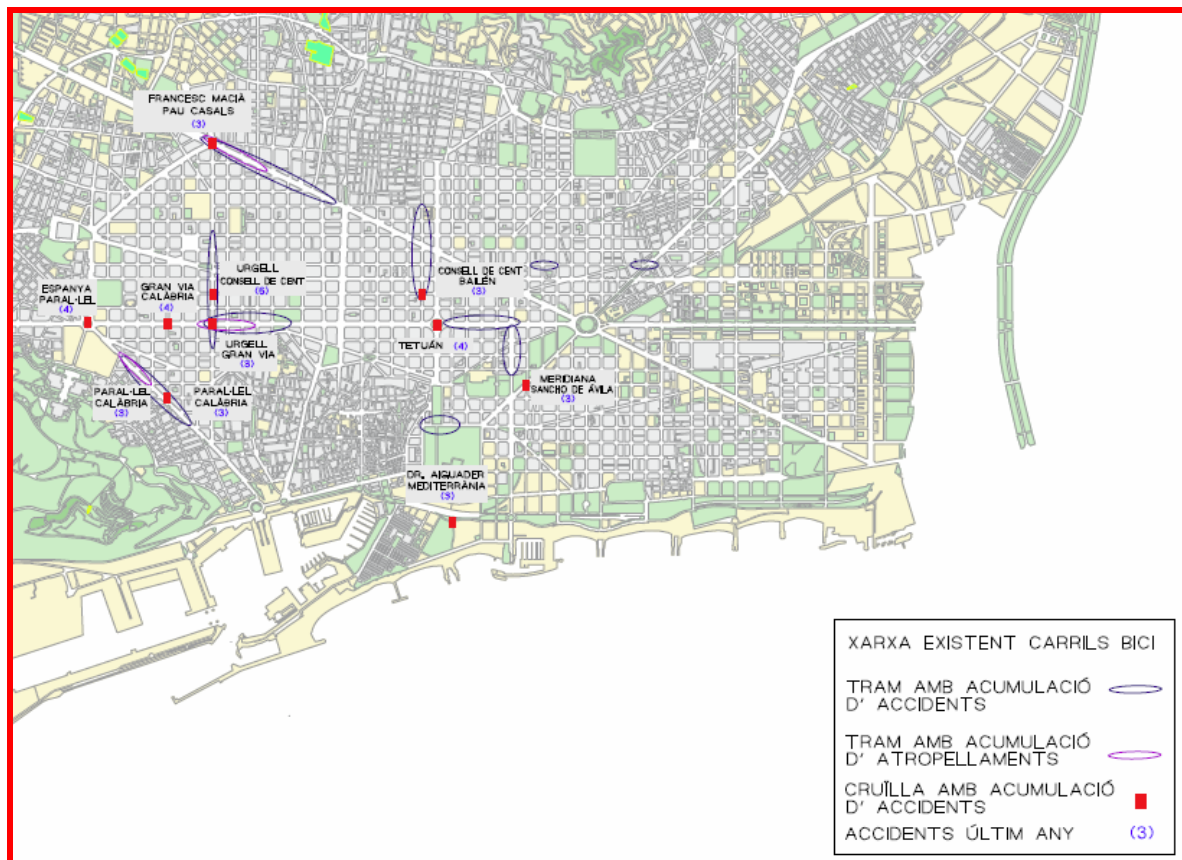 FRANCESC MACIÀ
PAU CASALS
(3)
URGELL
CONSELL DE CENT
(5)
CONSELL DE CENT
BAILÉN
(3)
ESPANYA
PARAL·LEL
(4)
GRAN VIA
CALÀBRIA
(4)
URGELL
GRAN VIA
(3)
TETUÁN (4)
MERIDIANA
SANCHO DE ÁVILA
(3)
PARAL·LEL
CALÀBRIA
(3)
PARAL·LEL
CALÀBRIA
(3)
DR. AIGUADER
MEDITERRÀNIA
(3)
XARXA EXISTENT CARRILS BICI
TRAM AMB ACUMULACIÓ
D' ACCIDENTS
TRAM AMB ACUMULACIÓ
D' ATROPELLAMENTS
CRUÏLLA AMB ACUMULACIÓ
D' ACCIDENTS
ACCIDENTS ÚLTIM ANY (3)